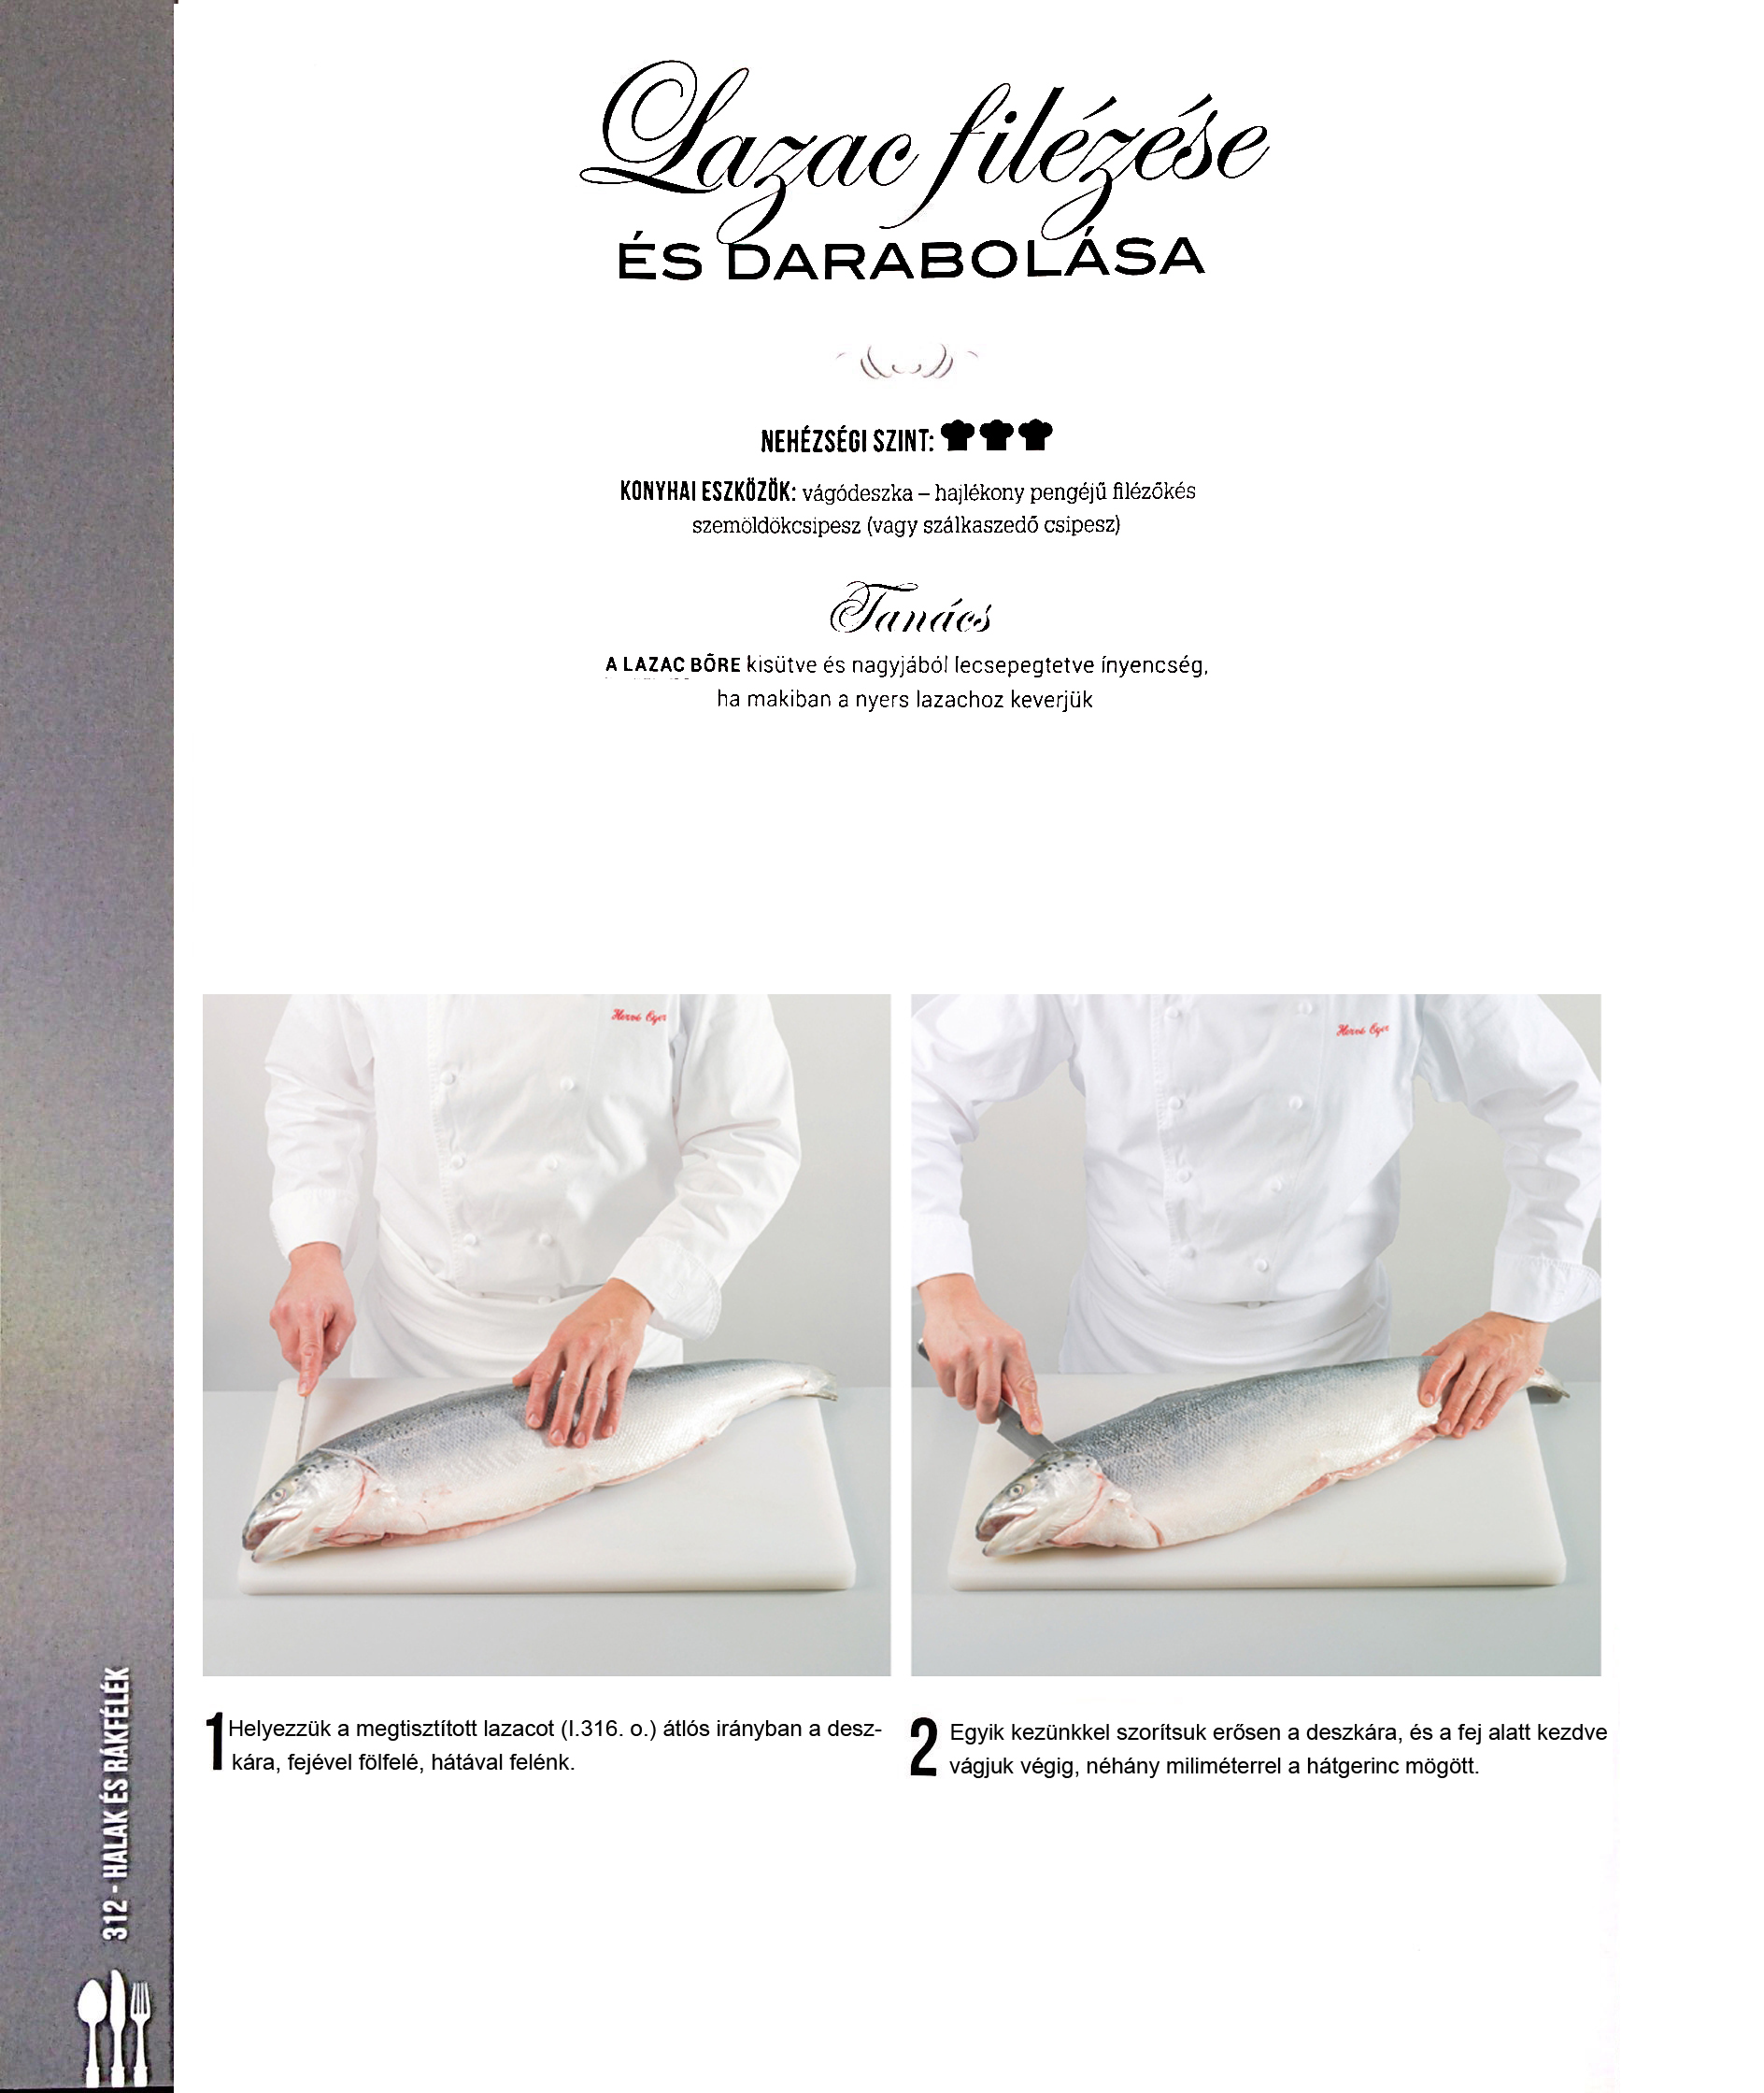 Lazac filézése
ÉS DARABOLÁSA
NEHÉZSÉGI SZINT:
KONYHAI ESZKÖZÖK: vágódeszka – hajlékony pengéjű filézőkés
szemöldökcsipesz (vagy szálkaszedő csipesz)
Tanács
A LAZAC BŐRE kisütve és nagyjából lecsepegtetve ínyencség,
ha makiban a nyers lazachoz keverjük
Hervé Oger
Hervé Oger
1 Helyezzük a megtisztított lazacot (l.316. o.) átlós irányban a desz-
kára, fejével fölfelé, hátával felénk.
2 Egyik kezünkkel szorítsuk erősen a deszkára, és a fej alatt kezdve
vágjuk végig, néhány miliméterrel a hátgerinc mögött.
312 - HALAK ÉS RÁKFÉLÉK